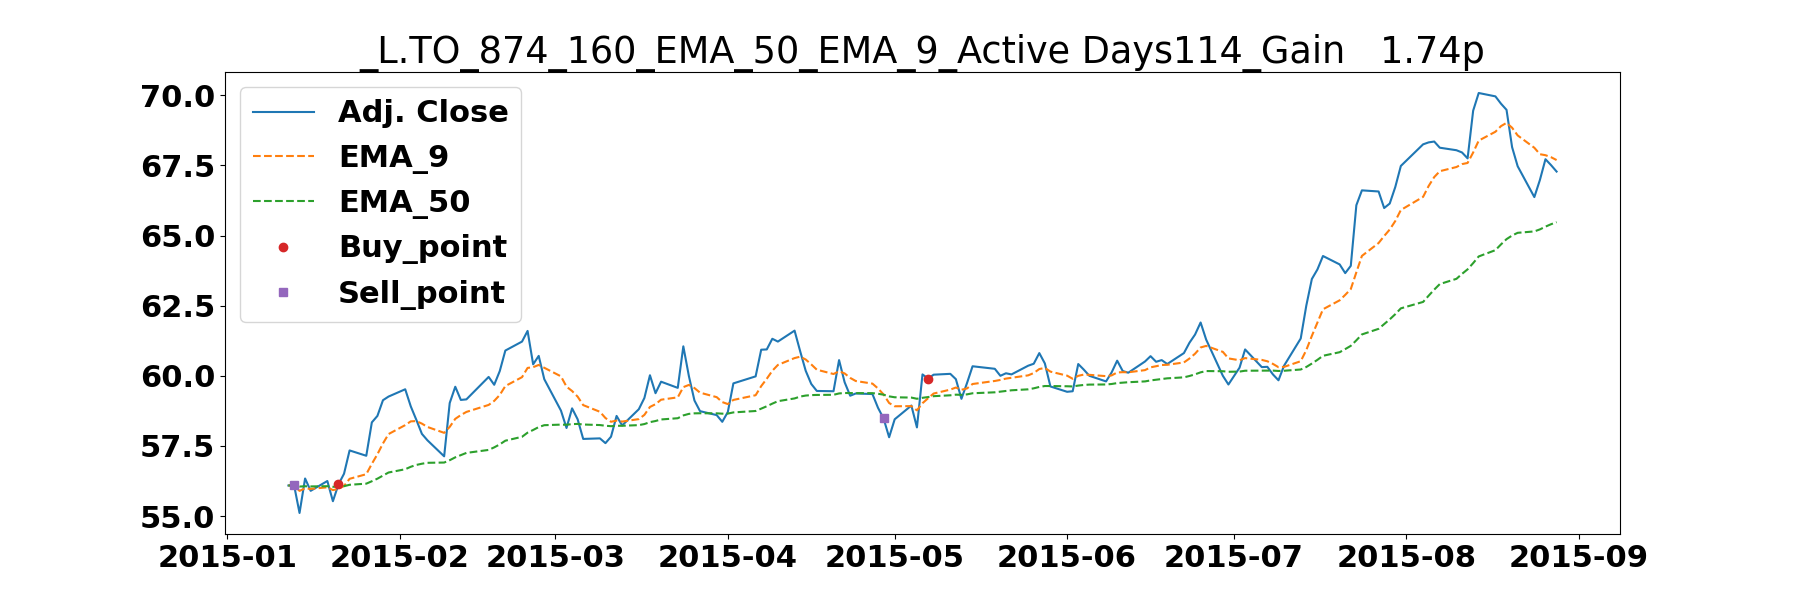 _L.TO_874_160_EMA_50_EMA_9_Active Days114_Gain   1.74p
Adj. Close
EMA_9
EMA_50
Buy_point
Sell_point
70.0
67.5
65.0
62.5
60.0
57.5
55.0
2015-01 2015-02 2015-03 2015-04 2015-05 2015-06 2015-07 2015-08 2015-09